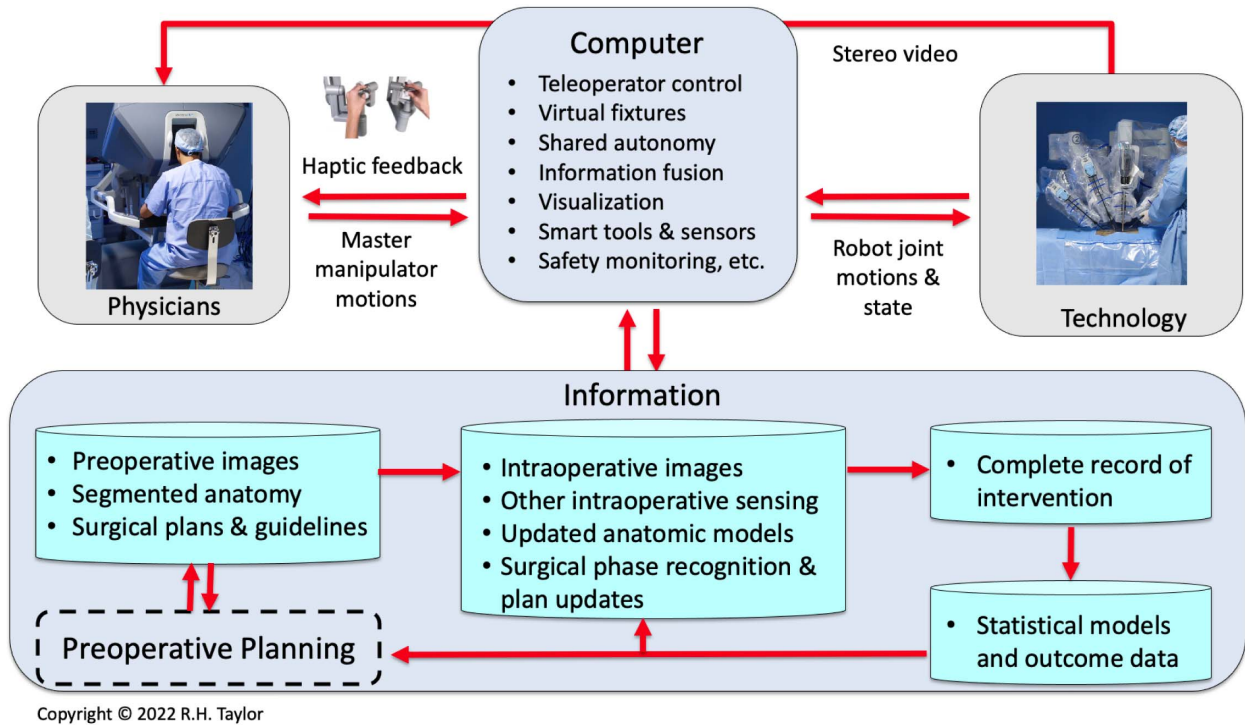 Computer
• Teleoperator control
• Virtual fixtures
• Shared autonomy
• Information fusion
• Visualization
• Smart tools & sensors
• Safety monitoring, etc.
Stereo video
Haptic feedback
Master
manipulator
motions
Physicians
Robot joint
motions &
state
Technology
Information
• Preoperative images
• Segmented anatomy
• Surgical plans & guidelines
• Intraoperative images
• Other intraoperative sensing
• Updated anatomic models
• Surgical phase recognition &
plan updates
• Complete record of
intervention
Preoperative Planning
• Statistical models
and outcome data
Copyright © 2022 R.H. Taylor